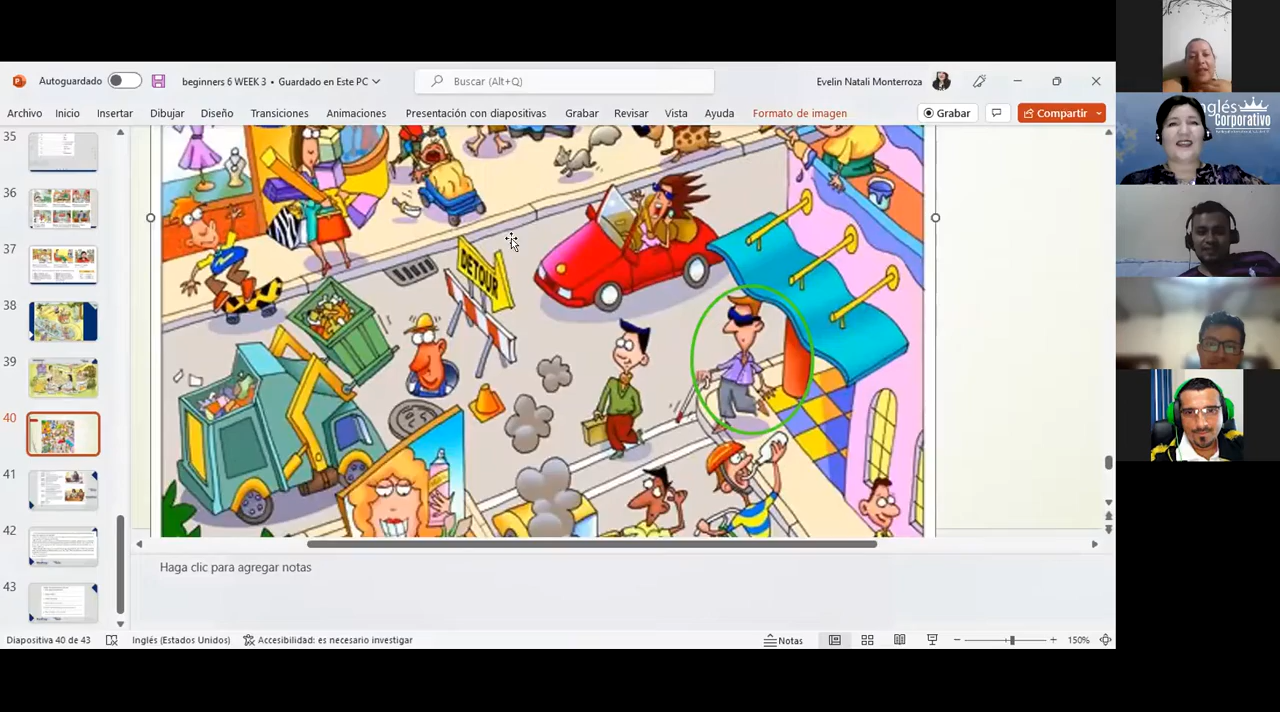 Autoguardado
beginners 6 WEEK 3 • Guardado en Este PC
Buscar (Alt+Q)
Evelin Natali Monterroza
Archivo Inicio Insertar Dibujar Diseño Transiciones Animaciones Presentación con diapositivas Grabar Revisar Vista Ayuda Formato de imagen
Grabar
Compartir
35
36
37
38
39
40
41
42
43
DETOUR
Haga clic para agregar notas
Diapositiva 40 de 43
Inglés (Estados Unidos)
Accesibilidad: es necesario investigar
Notas
150%
Inglés
Corporativo